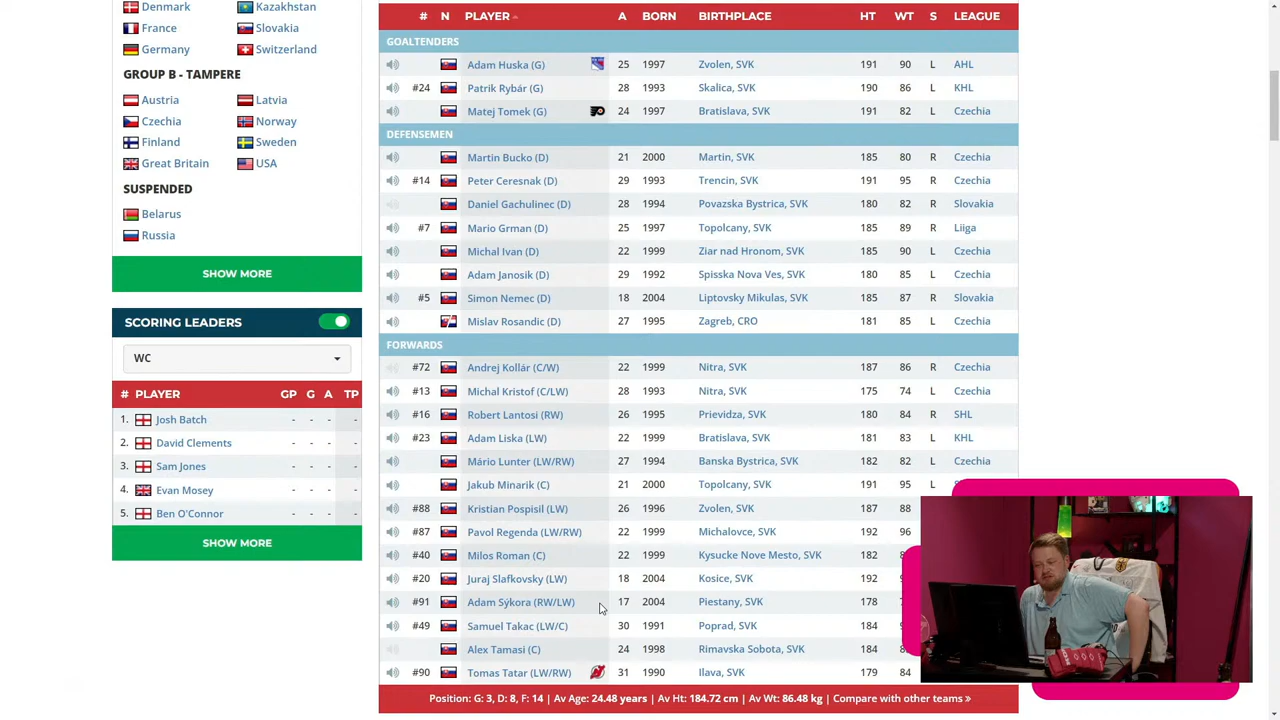 Denmark Kazakhstan
France Slovakia
Germany Switzerland
GROUP B - TAMPERE
Austria Latvia
Czechia Norway
Finland Sweden
Great Britain USA
SUSPENDED
Belarus
Russia
SHOW MORE
SCORING LEADERS
WC
# PLAYER GP G A TP
1. Josh Batch - - - -
2. David Clements - - - -
3. Sam Jones - - - -
4. Evan Mosey - - - -
5. Ben O'Connor - - - -
SHOW MORE
# N PLAYER A BORN BIRTHPLACE HT WT S LEAGUE
GOALTENDERS
Adam Huska (G) 25 1997 Zvolen, SVK 191 90 L AHL
#24 Patrik Rybár (G) 28 1993 Skalica, SVK 190 86 L KHL
Matej Tomek (G) 24 1997 Bratislava, SVK 191 82 L Czechia
DEFENSEMEN
Martin Bucko (D) 21 2000 Martin, SVK 185 80 R Czechia
#14 Peter Ceresnak (D) 29 1993 Trencin, SVK 191 95 R Czechia
Daniel Gachulinec (D) 28 1994 Povazska Bystrica, SVK 180 82 R Slovakia
#7 Mario Grman (D) 25 1997 Topolcany, SVK 185 89 R Liiga
Michal Ivan (D) 22 1999 Ziar nad Hronom, SVK 185 90 L Czechia
Adam Janosik (D) 29 1992 Spisska Nova Ves, SVK 180 85 L Czechia
#5 Simon Nemec (D) 18 2004 Liptovsky Mikulas, SVK 185 87 R Slovakia
Mislav Rosandic (D) 27 1995 Zagreb, CRO 181 85 L Czechia
FORWARDS
#72 Andrej Kollár (C/W) 22 1999 Nitra, SVK 187 86 R Czechia
#13 Michal Kristof (C/LW) 28 1993 Nitra, SVK 175 74 L Czechia
#16 Robert Lantosi (RW) 26 1995 Prievidza, SVK 180 84 R SHL
#23 Adam Liska (LW) 22 1999 Bratislava, SVK 181 83 L KHL
Mário Lunter (LW/RW) 27 1994 Banska Bystrica, SVK 182 82 L Czechia
Jakub Minarik (C) 21 2000 Topolcany, SVK 191 95 L
#88 Kristian Pospisil (LW) 26 1996 Zvolen, SVK 187 88
#87 Pavol Regenda (LW/RW) 22 1999 Michalovce, SVK 182 96
#40 Milos Roman (C) 22 1999 Kysucke Nove Mesto, SVK 182
#20 Juraj Slafkovsky (LW) 18 2004 Kosice, SVK 192
#91 Adam Sýkora (RW/LW) 17 2004 Piestany, SVK 178
#49 Samuel Takac (LW/C) 30 1991 Poprad, SVK 184
Alex Tamasi (C) 24 1998 Rimavska Sobota, SVK 184
#90 Tomas Tatar (LW/RW) 31 1990 Ilava, SVK 179 84
Position: G: 3, D: 8, F: 14 | Av Age: 24.48 years | Av Ht: 184.72 cm | Av Wt: 86.48 kg | Compare with other teams »